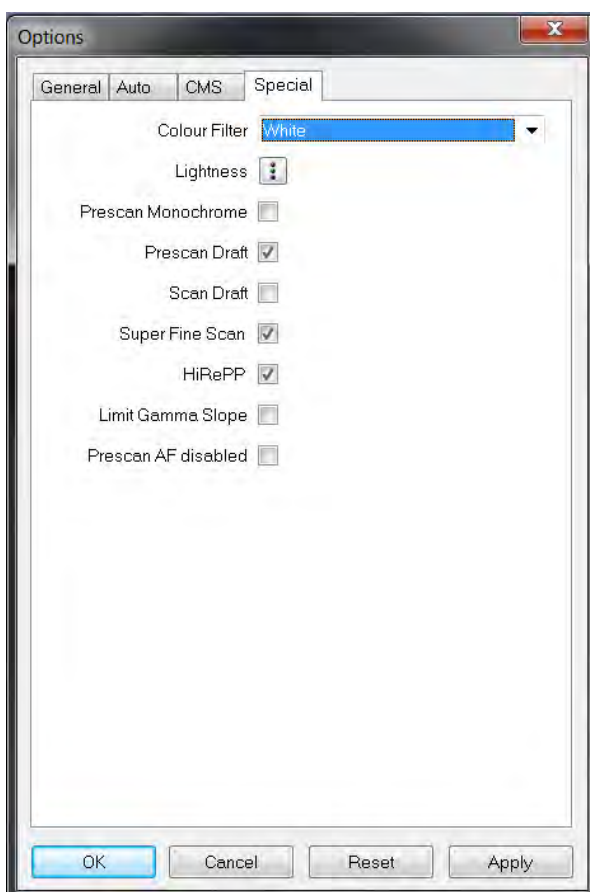 Options
General Auto CMS Special
Colour Filter White
Lightness
Prescan Monochrome
Prescan Draft
Scan Draft
Super Fine Scan
HiRePP
Limit Gamma Slope
Prescan AF disabled
OK Cancel Reset Apply